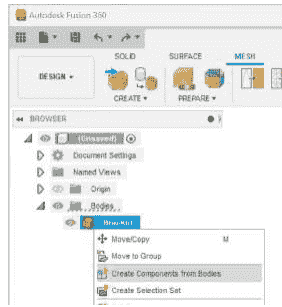 Autodesk Fusion 360
SOLID SURFACE MESH
DESIGN
CREATE PREPARE
BROWSER
(Unsaved)
Document Settings
Named Views
Origin
Bodies
Move/Copy M
Move to Group
Create Components from Bodies
Create Selection Set